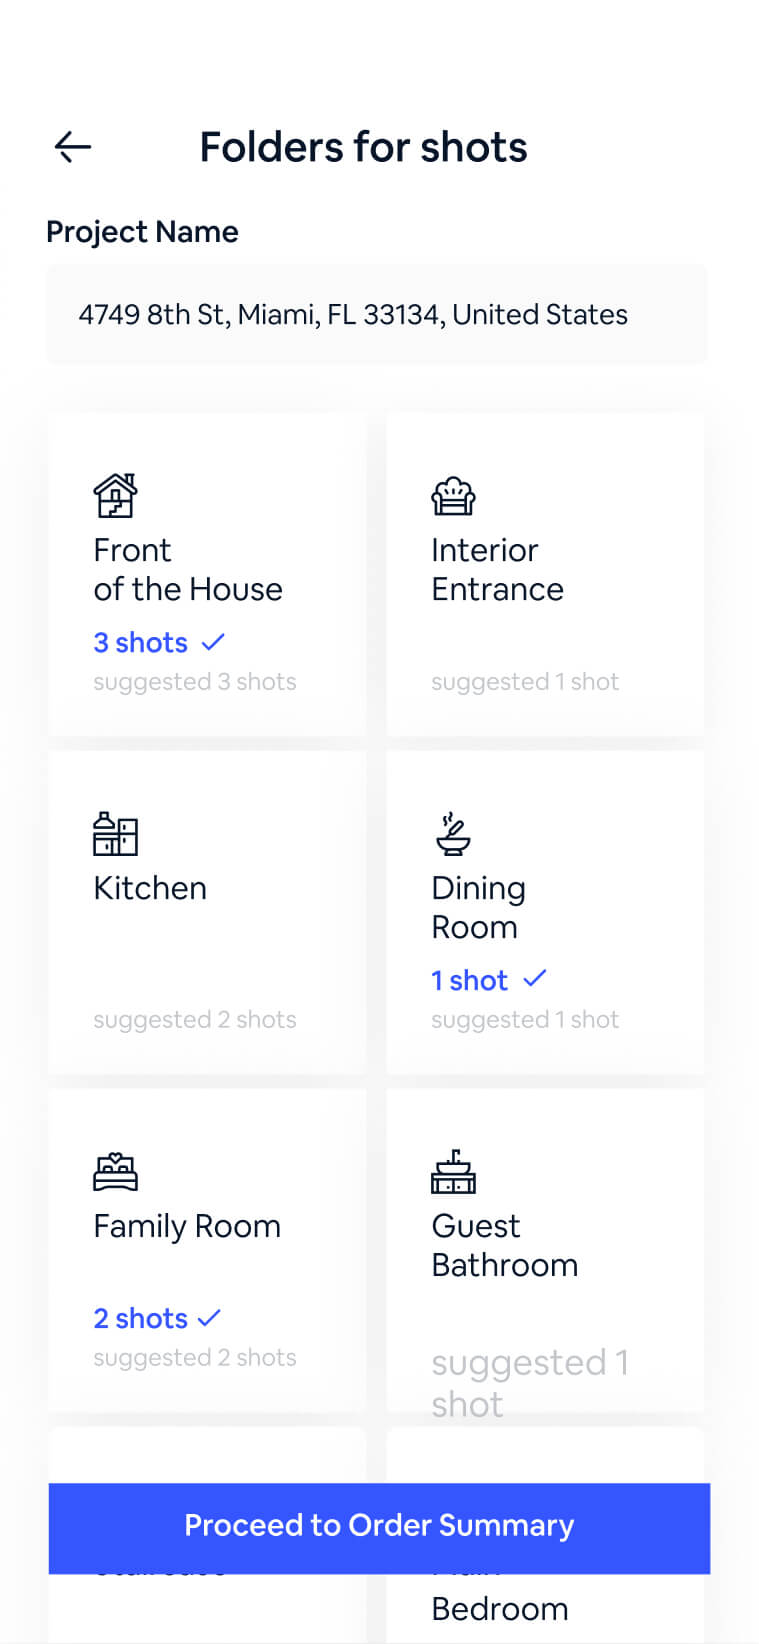 Folders for shots
Project Name
4749 8th St, Miami, FL 33134, United States
Front
of the House
3 shots
suggested 3 shots
Interior
Entrance
suggested 1 shot
Kitchen
suggested 2 shots
Dining
Room
1 shot
suggested 1 shot
Family Room
2 shots
suggested 2 shots
Guest
Bathroom
suggested 1
shot
Proceed to Order Summary
Bedroom